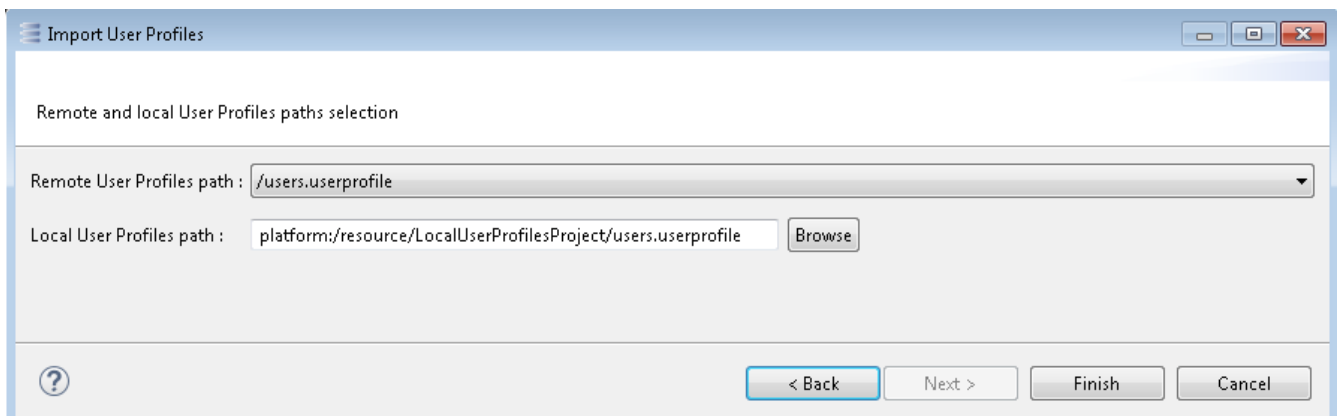 Import User Profiles
Remote and local User Profiles paths selection
Remote User Profiles path : /users.userprofile
Local User Profiles path : platform:/resource/LocalUserProfilesProject/users.userprofile Browse
? < Back Next > Finish Cancel